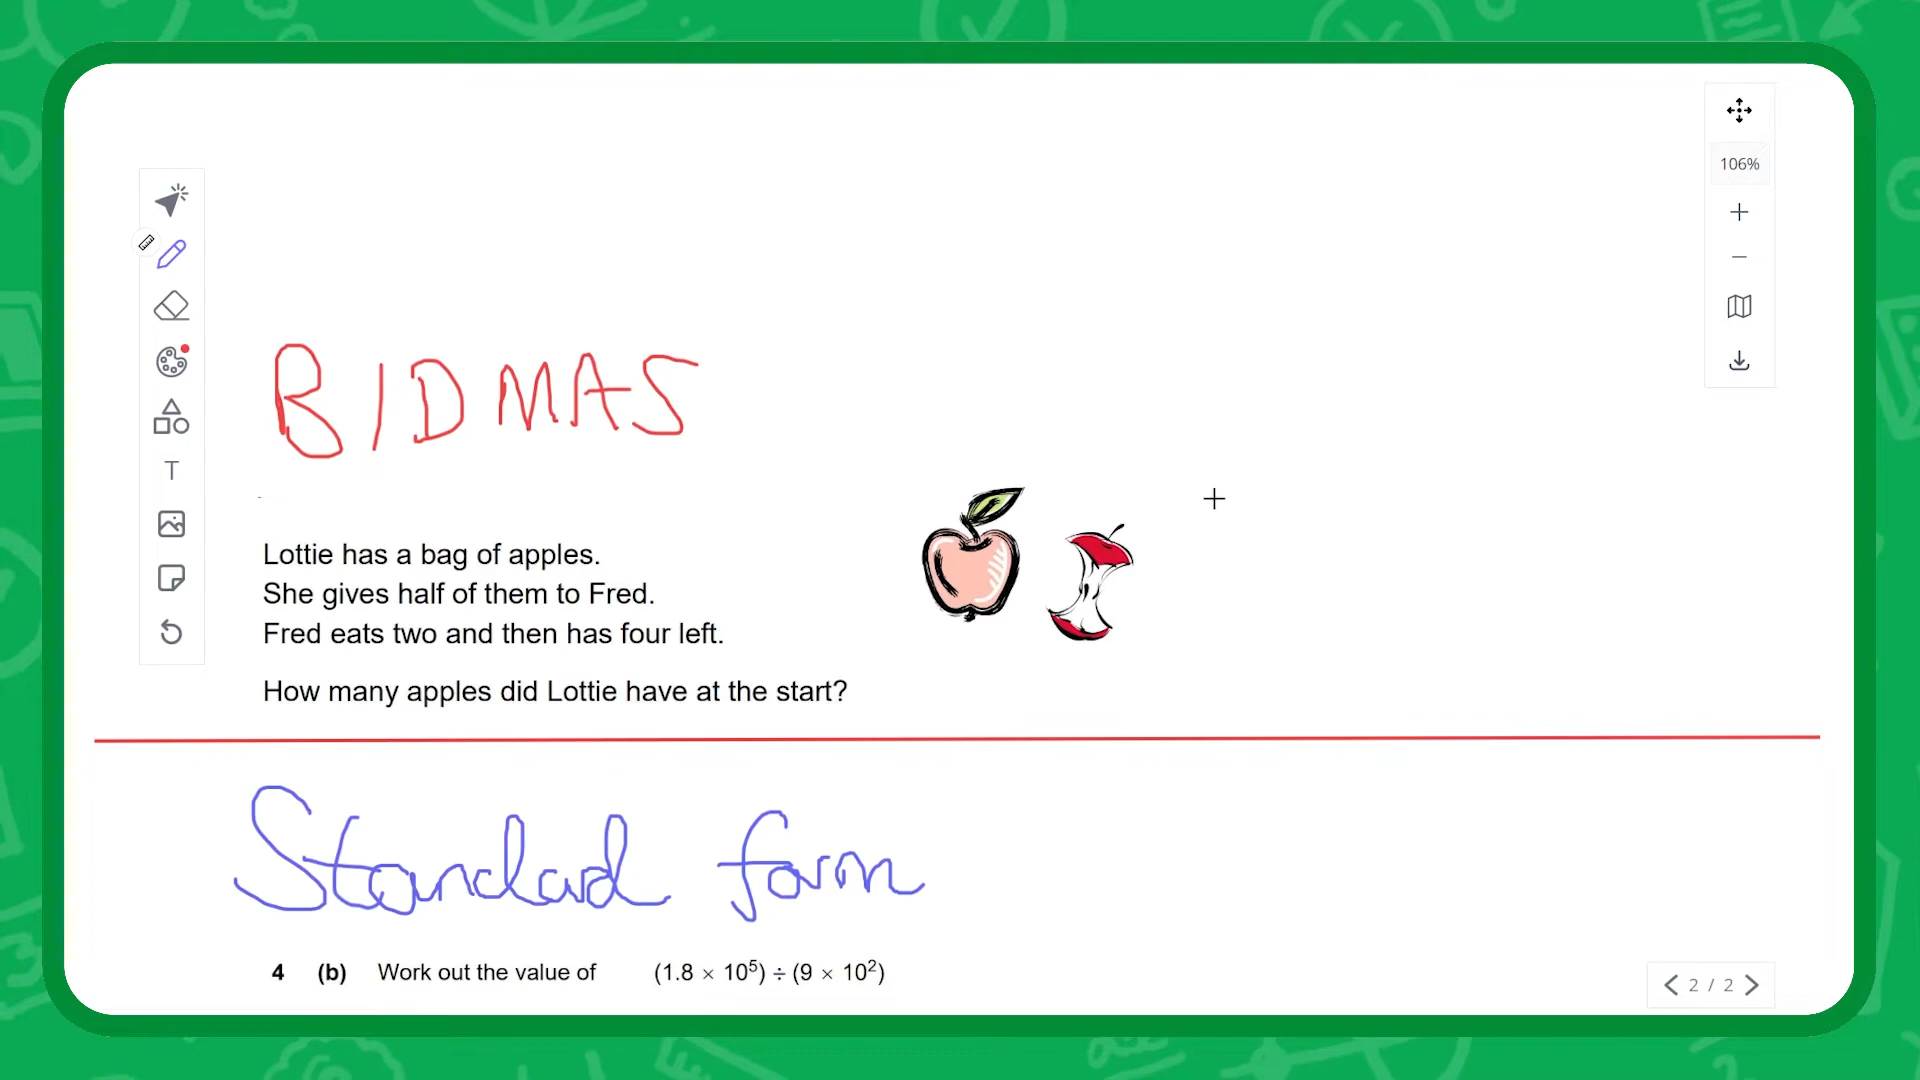 106%
BIDMAS
T
Lottie has a bag of apples.
She gives half of them to Fred.
Fred eats two and then has four left.
How many apples did Lottie have at the start?
Standard form
4 (b) Work out the value of (1.8 × 10⁵) ÷ (9 × 10²)
2 / 2